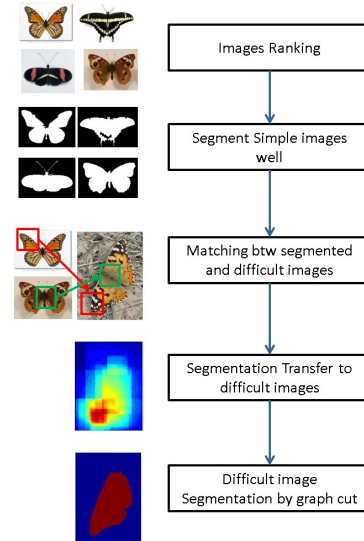 Images Ranking
Segment Simple images
well
Matching btw segmented
and difficult images
Segmentation Transfer to
difficult images
Difficult image
Segmentation by graph cut